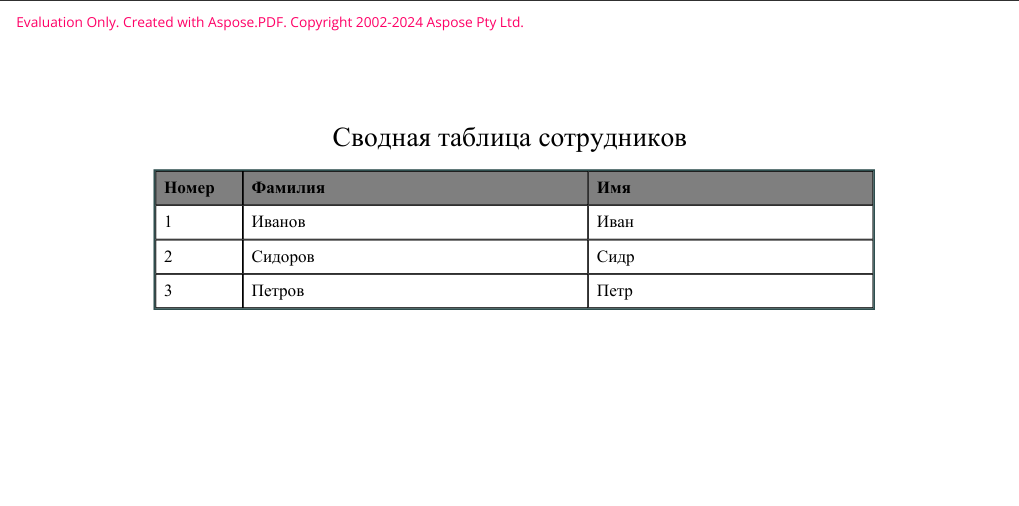 Evaluation Only. Created with Aspose.PDF. Copyright 2002-2024 Aspose Pty Ltd.
Сводная таблица сотрудников
Номер Фамилия Имя
1 Иванов Иван
2 Сидоров Сидр
3 Петров Петр